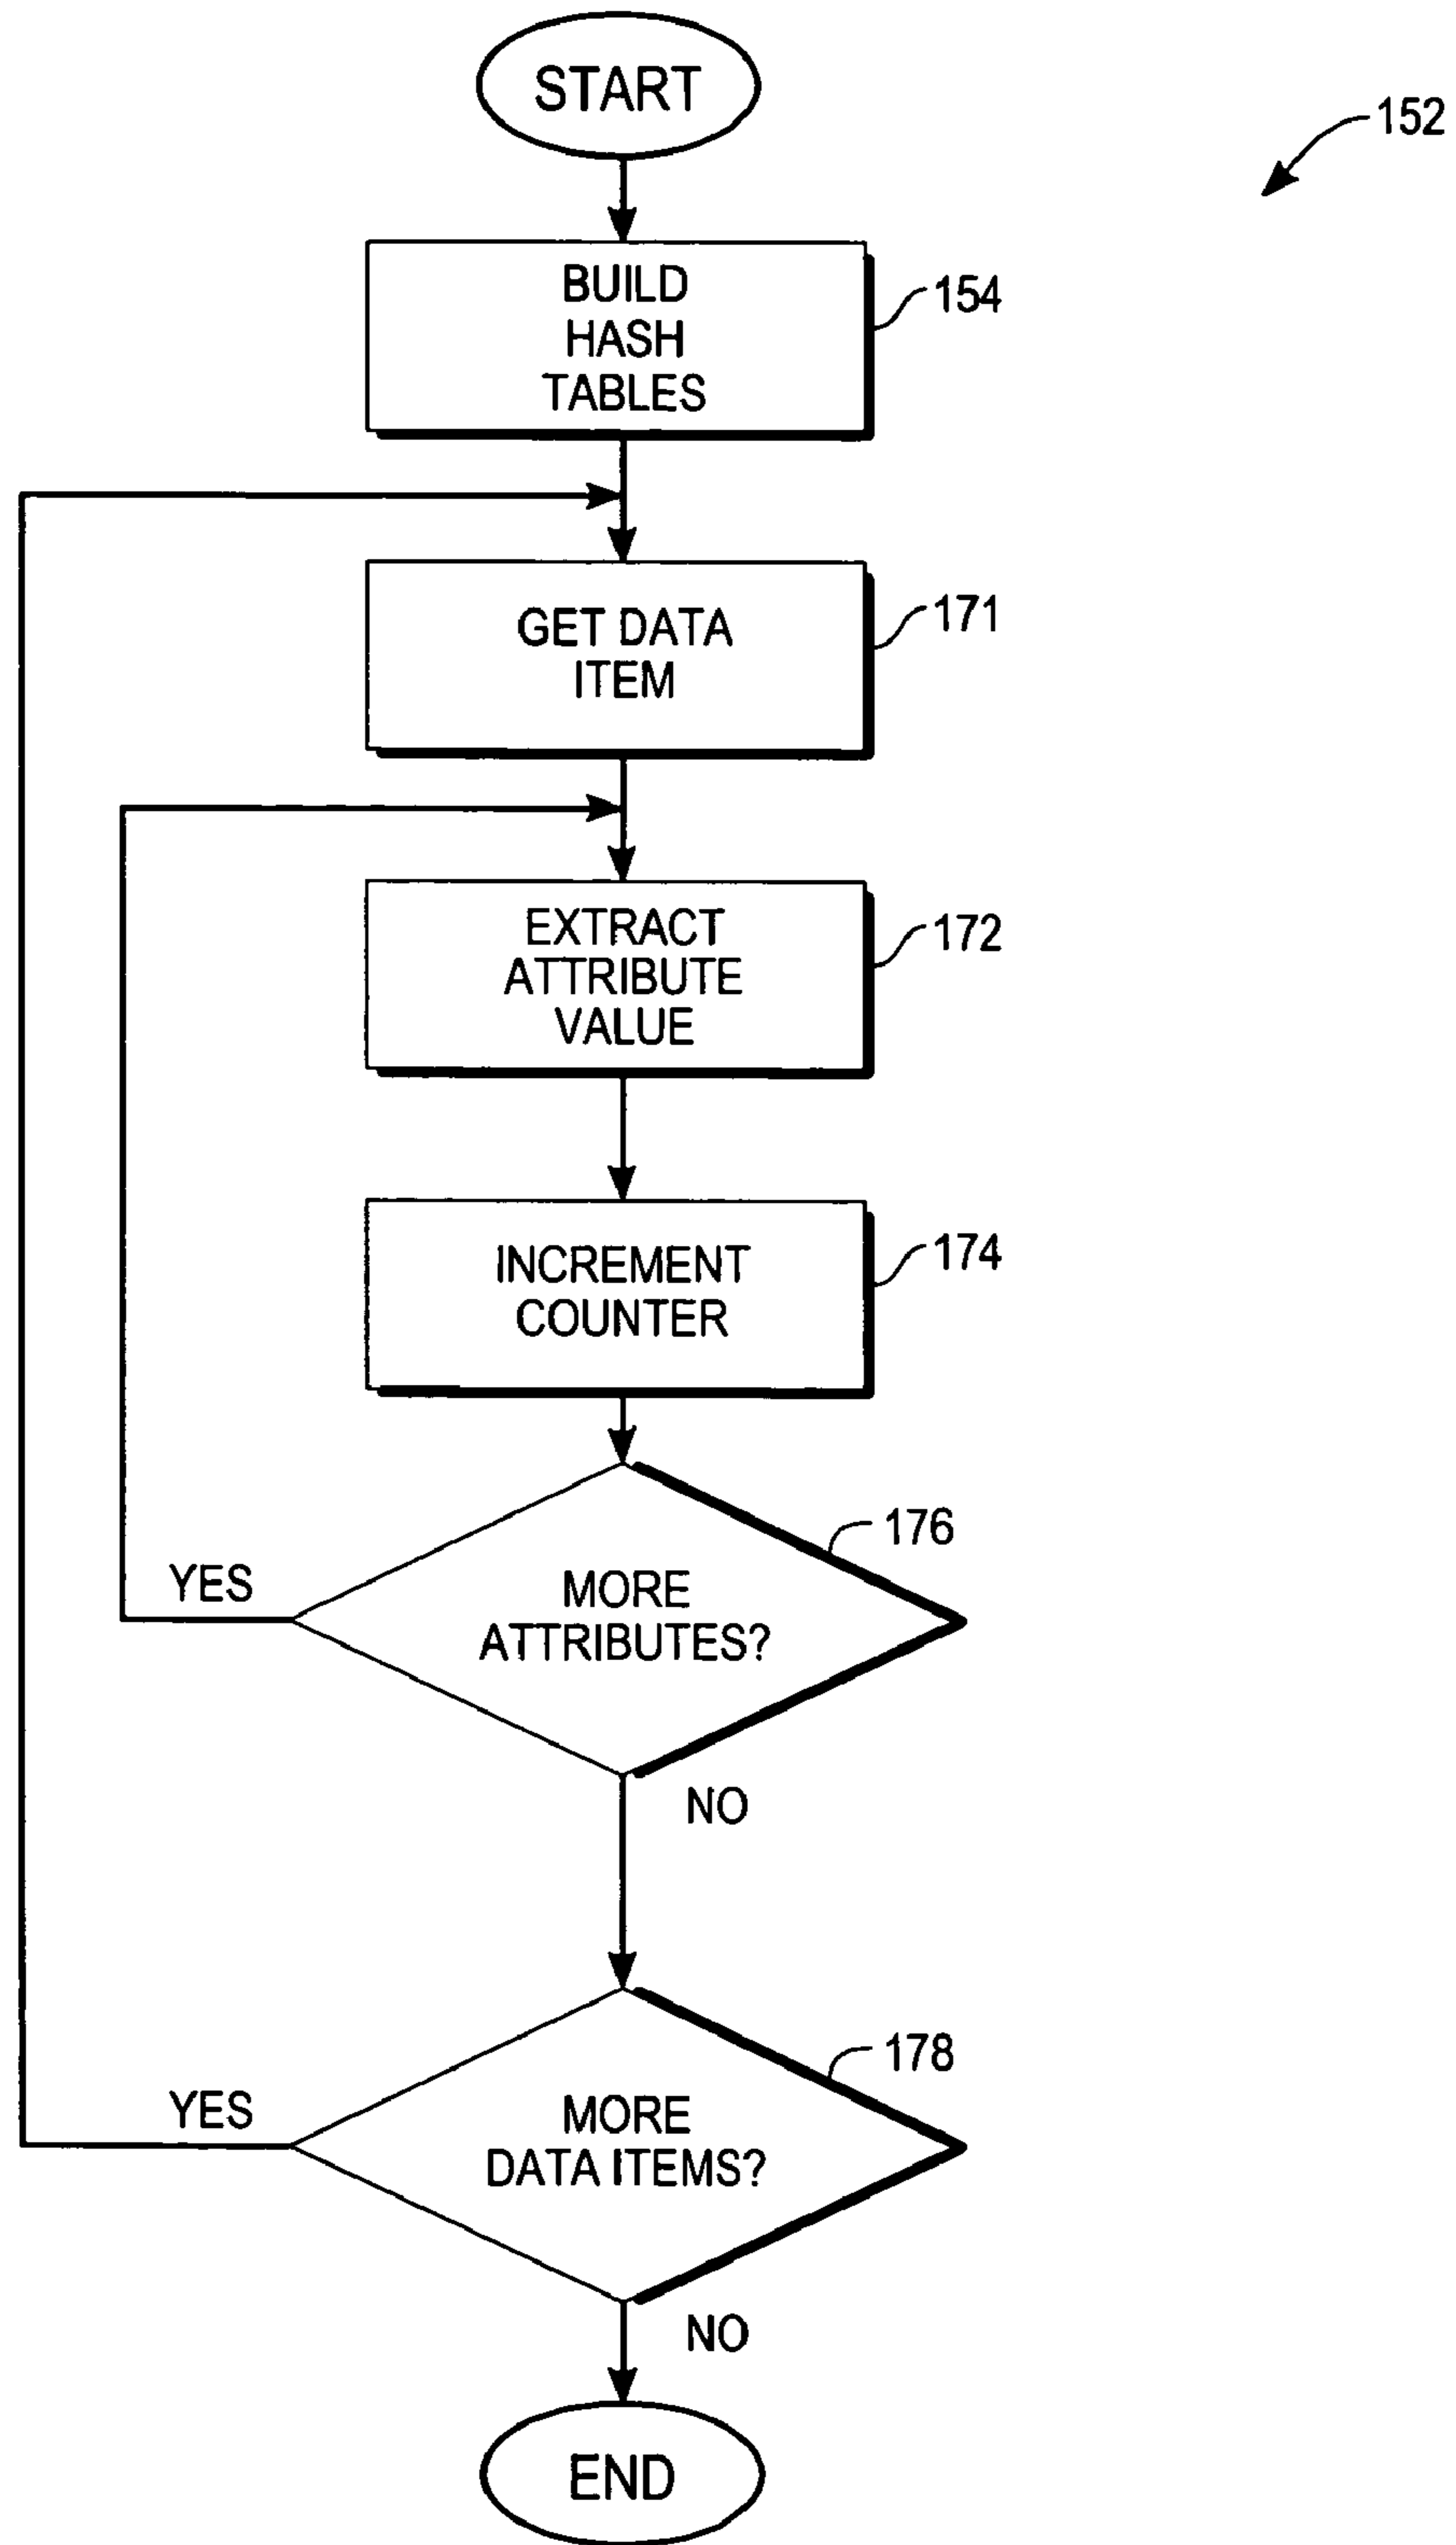 START
152
BUILD
HASH
TABLES
154
GET DATA
ITEM
171
EXTRACT
ATTRIBUTE
VALUE
172
INCREMENT
COUNTER
174
176
YES
MORE
ATTRIBUTES?
NO
178
YES
MORE
DATA ITEMS?
NO
END